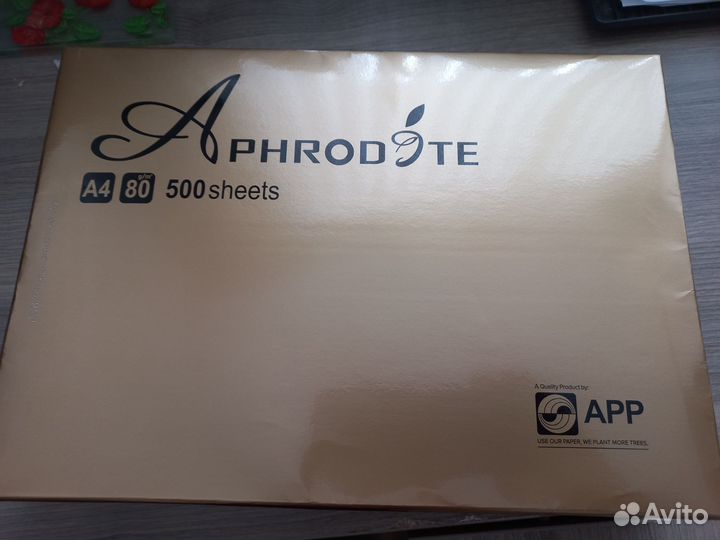 APHRODITE
A4 80 g/m² 500 sheets
A Quality Product by:
APP
USE OUR PAPER, WE PLANT MORE TREES.
Avito